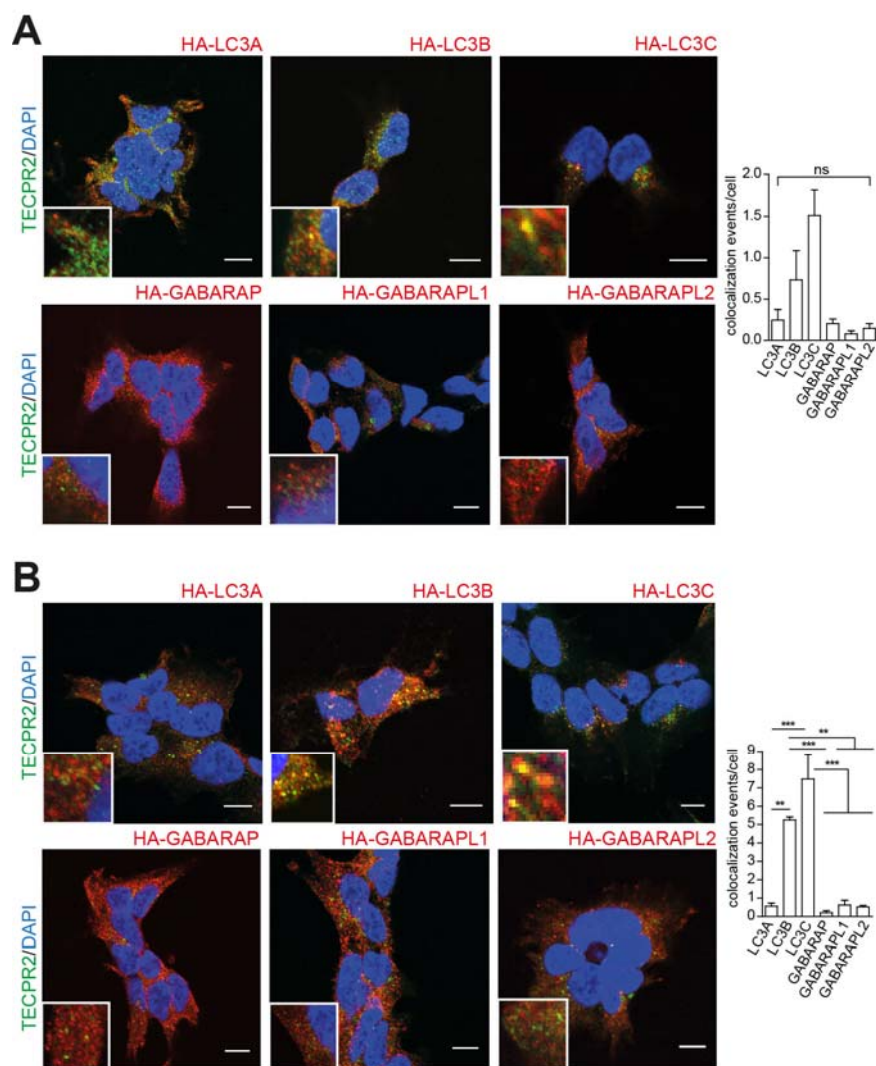 A
HA-LC3A
HA-LC3B
HA-LC3C
TECPR2/DAPI
HA-GABARAP
HA-GABARAPL1
HA-GABARAPL2
TECPR2/DAPI
colocalization events/cell
2.0
1.5
1.0
0.5
0.0
ns
LC3A
LC3B
LC3C
GABARAP
GABARAPL1
GABARAPL2
B
HA-LC3A
HA-LC3B
HA-LC3C
TECPR2/DAPI
HA-GABARAP
HA-GABARAPL1
HA-GABARAPL2
TECPR2/DAPI
colocalization events/cell
9
8
7
6
5
4
3
2
1
0
***
**
***
***
**
LC3A
LC3B
LC3C
GABARAP
GABARAPL1
GABARAPL2